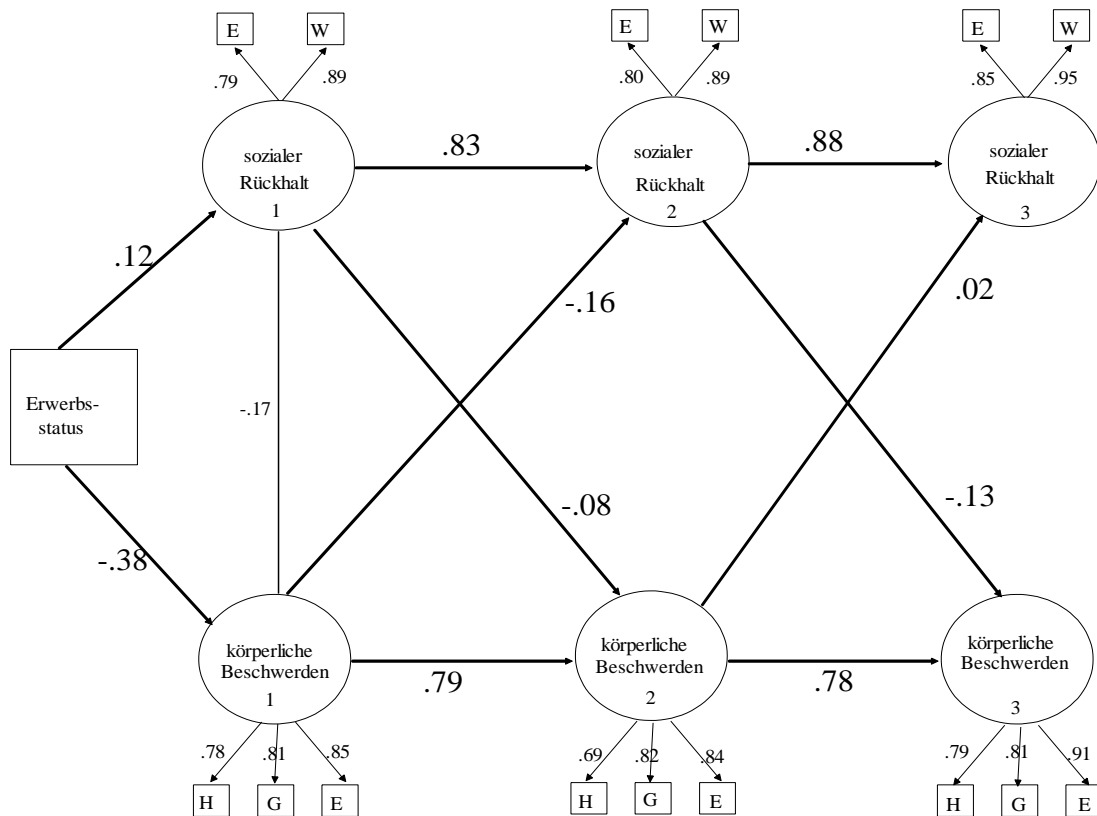 E W
E W
E W
.79 .89
.80 .89
.85 .95
sozialer
Rückhalt
1
.83
sozialer
Rückhalt
2
.88
sozialer
Rückhalt
3
.12
-.16
.02
Erwerbs-
status
-.17
-.08
-.13
-.38
körperliche
Beschwerden
1
.79
körperliche
Beschwerden
2
.78
körperliche
Beschwerden
3
.78 .81 .85
.69 .82 .84
.79 .81 .91
H G E
H G E
H G E